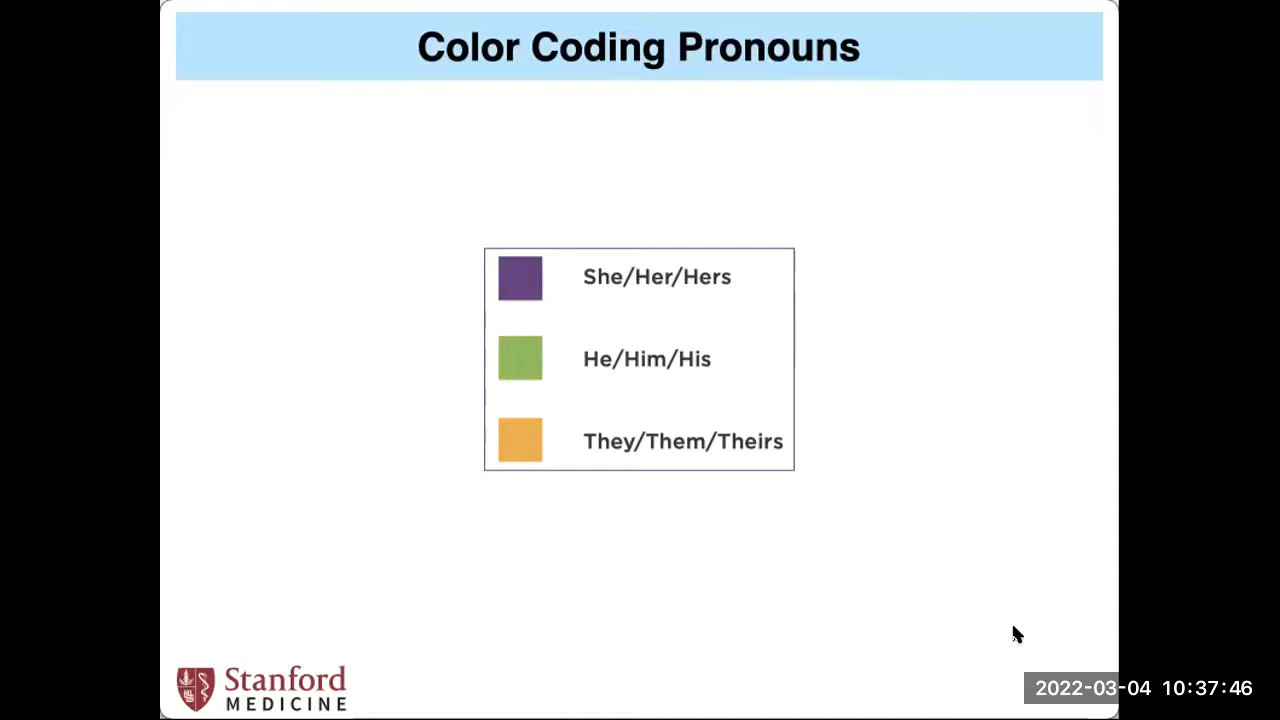 Color Coding Pronouns
She/Her/Hers
He/Him/His
They/Them/Theirs
Stanford
MEDICINE
2022-03-04 10:37:46